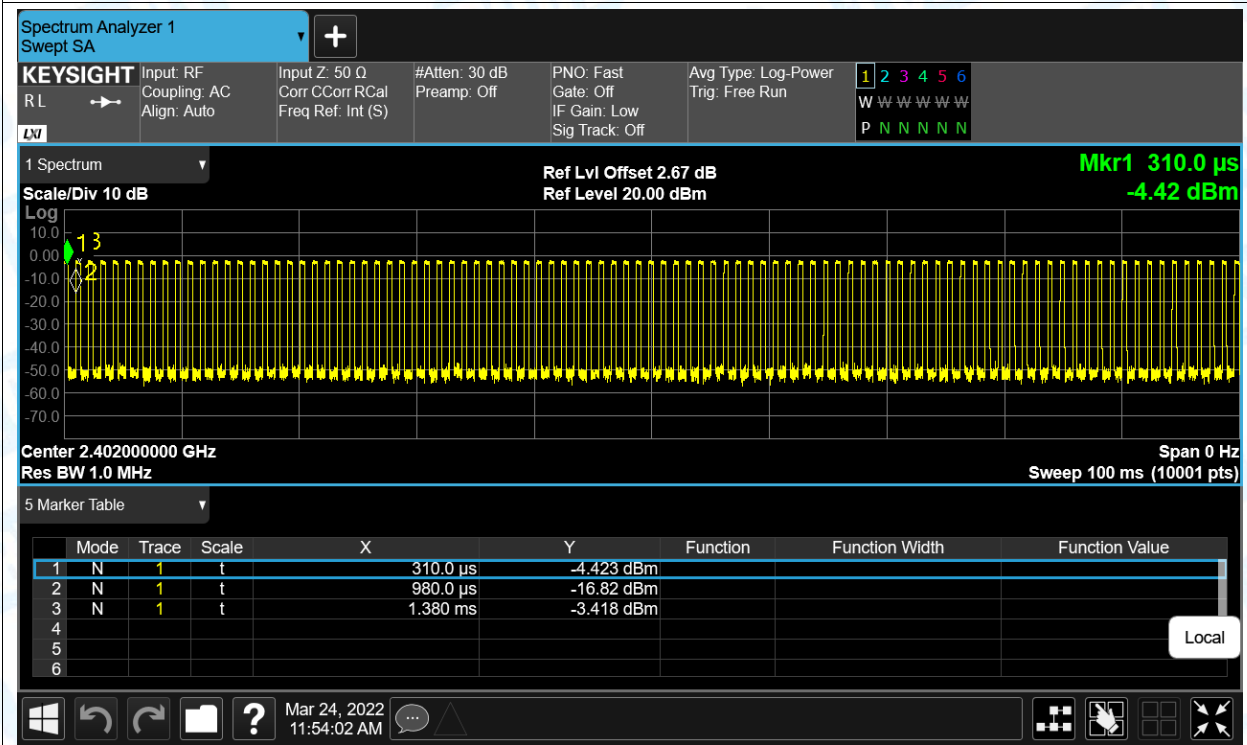 Spectrum Analyzer 1
Swept SA
+
KEYSIGHT
R L
LXI
Input: RF
Coupling: AC
Align: Auto
Input Z: 50 Ω
Corr CCorr RCal
Freq Ref: Int (S)
#Atten: 30 dB
Preamp: Off
PNO: Fast
Gate: Off
IF Gain: Low
Sig Track: Off
Avg Type: Log-Power
Trig: Free Run
1 2 3 4 5 6
W W W W W W
P N N N N N
1 Spectrum
Ref Lvl Offset 2.67 dB
Mkr1 310.0 µs
Scale/Div 10 dB
Ref Level 20.00 dBm
-4.42 dBm
Log
10.0
0.00
-10.0
-20.0
-30.0
-40.0
-50.0
-60.0
-70.0
1 3
2
Center 2.402000000 GHz
Span 0 Hz
Res BW 1.0 MHz
Sweep 100 ms (10001 pts)
5 Marker Table
Mode Trace Scale X Y Function Function Width Function Value
1 N 1 t 310.0 µs -4.423 dBm
2 N 1 t 980.0 µs -16.82 dBm
3 N 1 t 1.380 ms -3.418 dBm
4
5
6
Local
?
Mar 24, 2022
11:54:02 AM